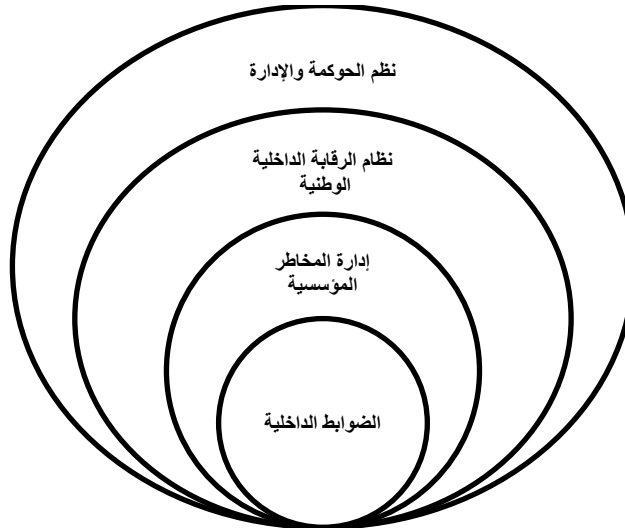 نظم الحوكمة والإدارة
نظام الرقابة الداخلية
الوطنية
إدارة المخاطر
المؤسسية
الضوابط الداخلية